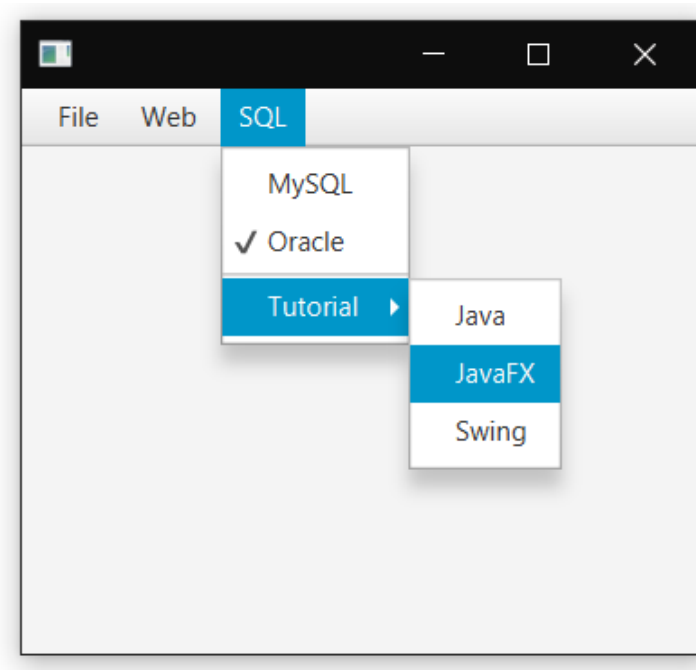 File Web SQL
MySQL
Oracle
Tutorial
Java
JavaFX
Swing